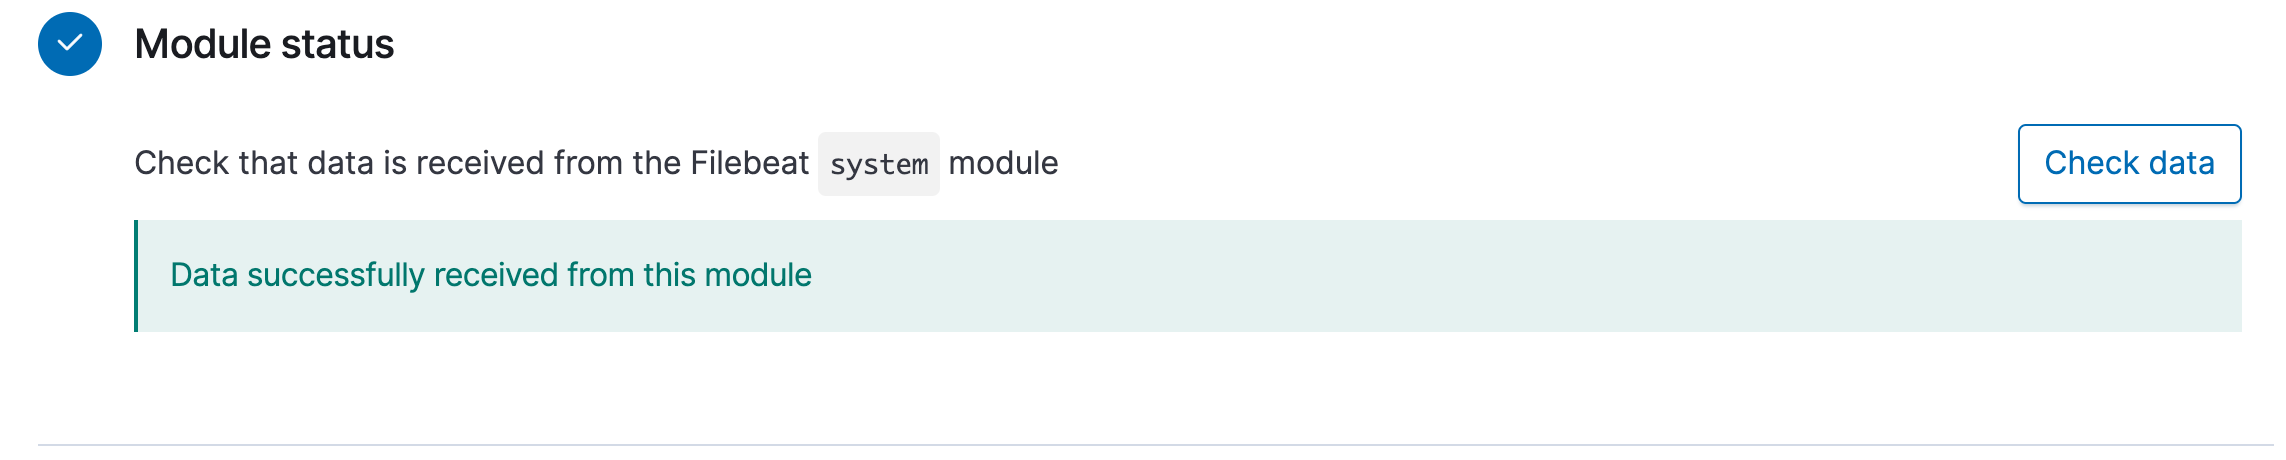 Module status
Check that data is received from the Filebeat system module
Check data
Data successfully received from this module